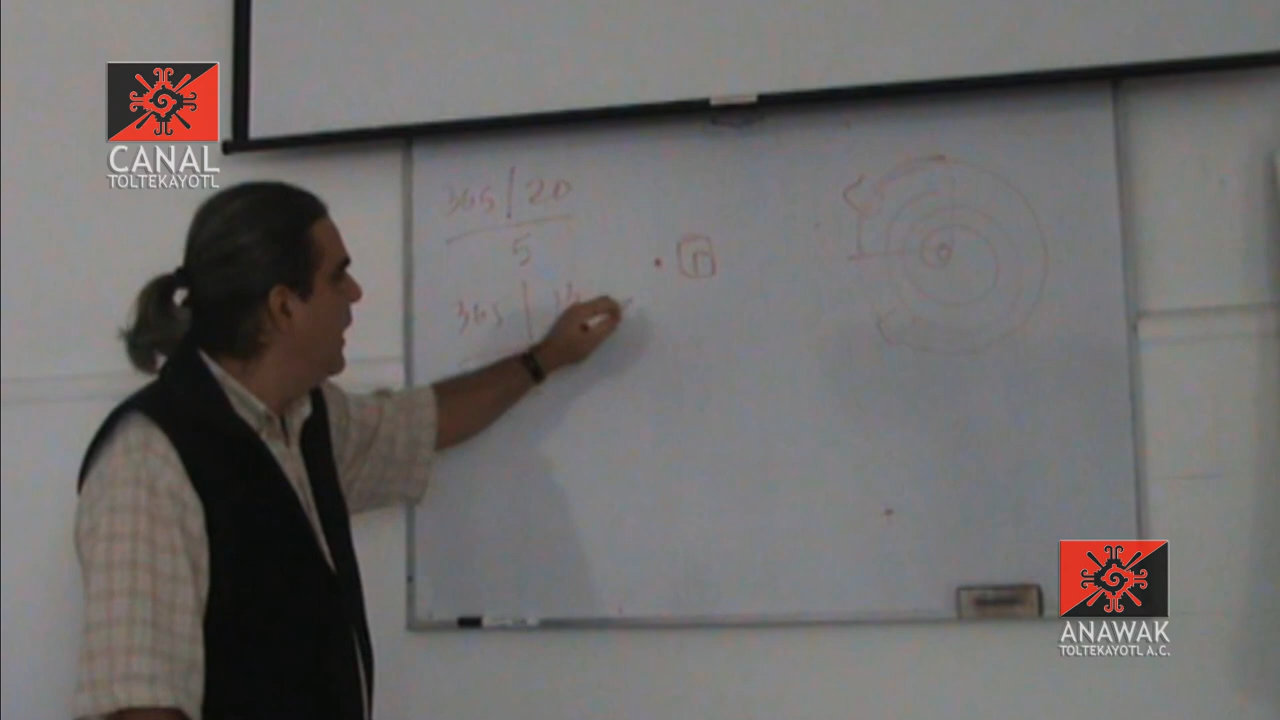 CANAL
TOLTEKAYOTL
365 | 20
5
365 |
ANAWAK
TOLTEKAYOTL A.C.